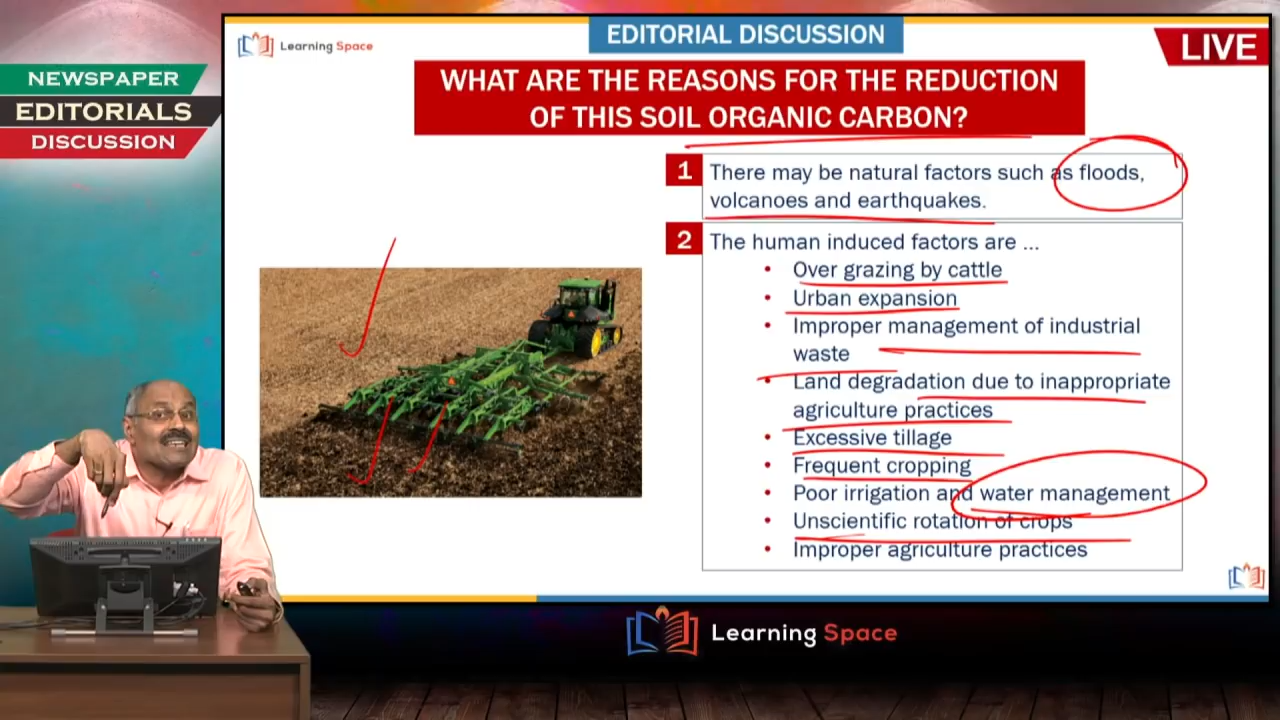 EDITORIAL DISCUSSION
Learning Space
LIVE
NEWSPAPER
EDITORIALS
DISCUSSION
WHAT ARE THE REASONS FOR THE REDUCTION
OF THIS SOIL ORGANIC CARBON?
1 There may be natural factors such as floods,
volcanoes and earthquakes.
2 The human induced factors are ...
• Over grazing by cattle
• Urban expansion
• Improper management of industrial
waste
• Land degradation due to inappropriate
agriculture practices
• Excessive tillage
• Frequent cropping
• Poor irrigation and water management
• Unscientific rotation of crops
• Improper agriculture practices
Learning Space